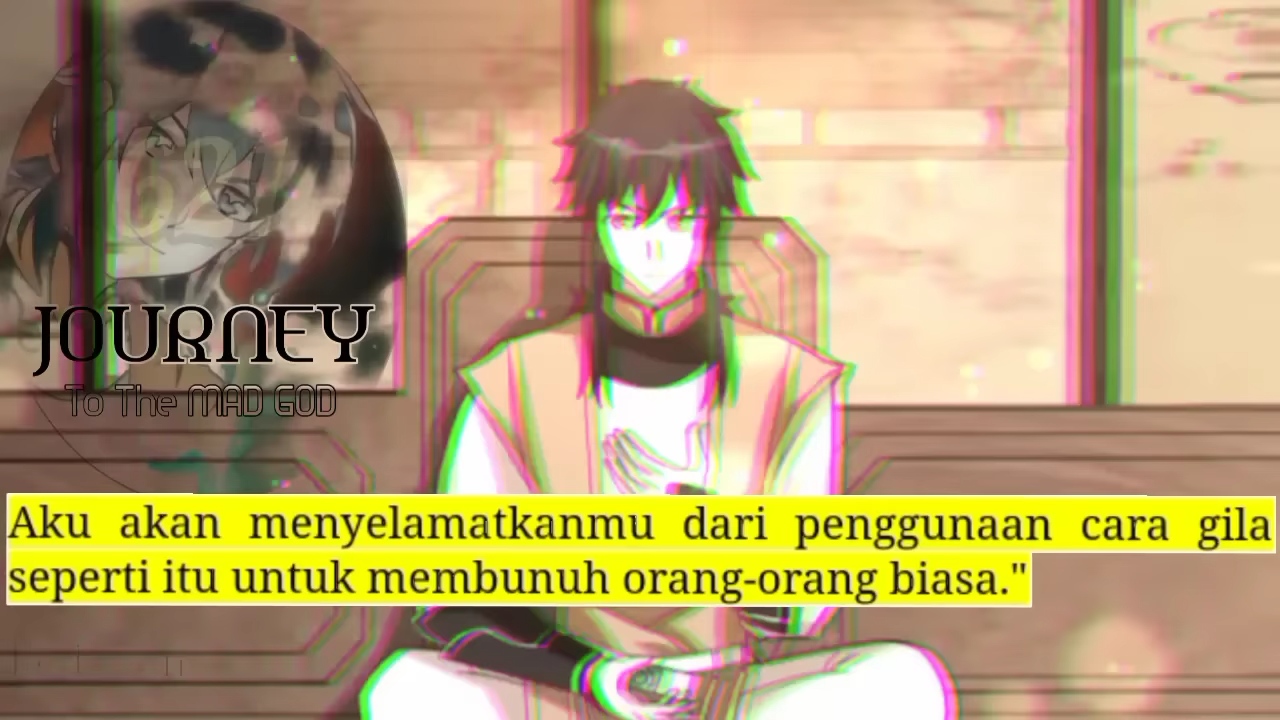 JOURNEY
To The MAD GOD
Aku akan menyelamatkanmu dari penggunaan cara gila
seperti itu untuk membunuh orang-orang biasa."